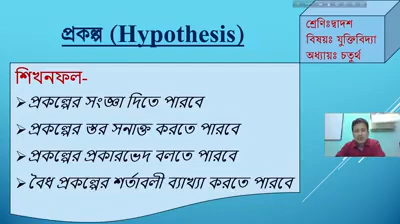 প্রকল্প (Hypothesis)
শ্রেণিঃদ্বাদশ
বিষয়ঃ যুক্তিবিদ্যা
অধ্যায়ঃ চতুর্থ
শিখনফল-
➢প্রকল্পের সংজ্ঞা দিতে পারবে
➢প্রকল্পের স্তর সনাক্ত করতে পারবে
➢প্রকল্পের প্রকারভেদ বলতে পারবে
➢বৈধ প্রকল্পের শর্তাবলী ব্যাখ্যা করতে পারবে